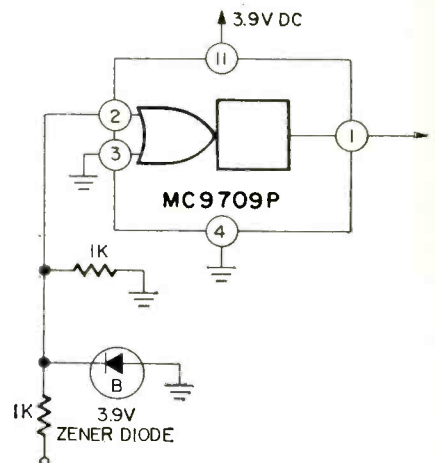 3.9V DC
11
2
1
3
MC9709P
4
1K
B
1K
3.9V
ZENER DIODE